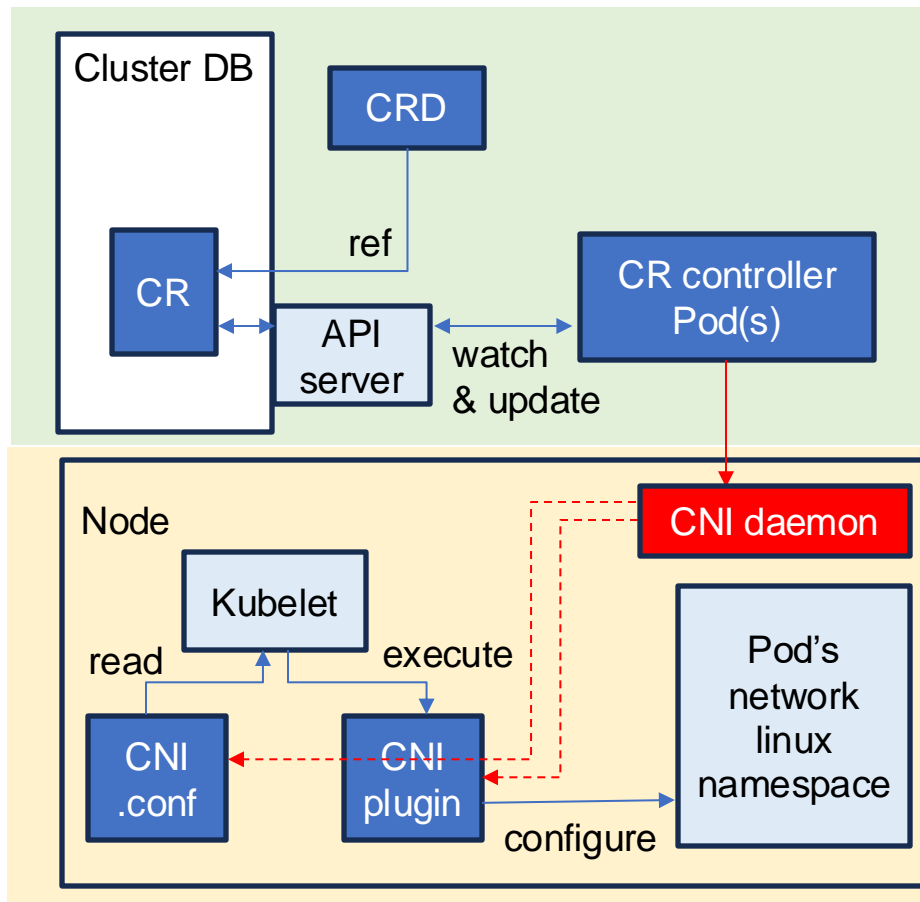 Cluster DB
CRD
ref
CR
API
server
watch
& update
CR controller
Pod(s)
Node
CNI daemon
Kubelet
read
execute
CNI
.conf
CNI
plugin
configure
Pod’s
network
linux
namespace